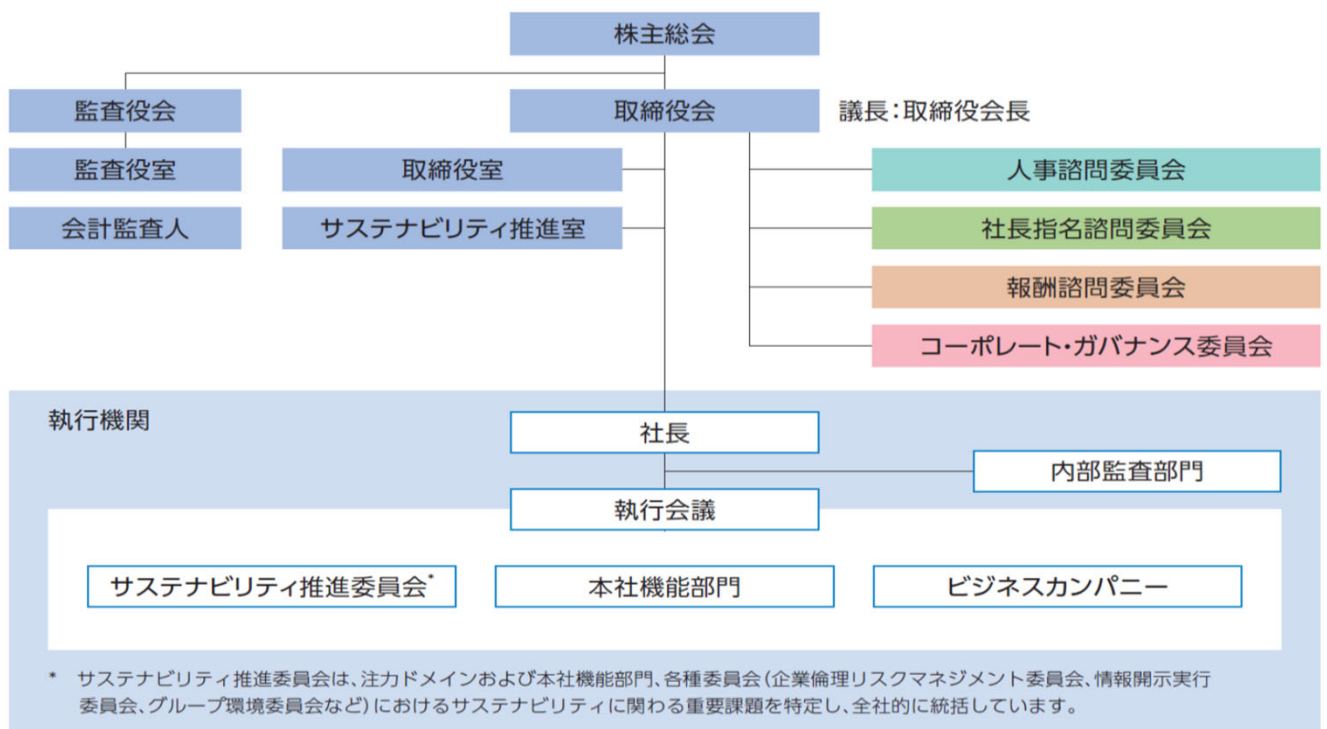 株主総会
監査役会
取締役会
議長：取締役会長
監査役室
取締役室
人事諮問委員会
会計監査人
サステナビリティ推進室
社長指名諮問委員会
報酬諮問委員会
コーポレート・ガバナンス委員会
執行機関
社長
内部監査部門
執行会議
サステナビリティ推進委員会*
本社機能部門
ビジネスカンパニー
* サステナビリティ推進委員会は、注力ドメインおよび本社機能部門、各種委員会（企業倫理リスクマネジメント委員会、情報開示実行
委員会、グループ環境委員会など）におけるサステナビリティに関わる重要課題を特定し、全社的に統括しています。